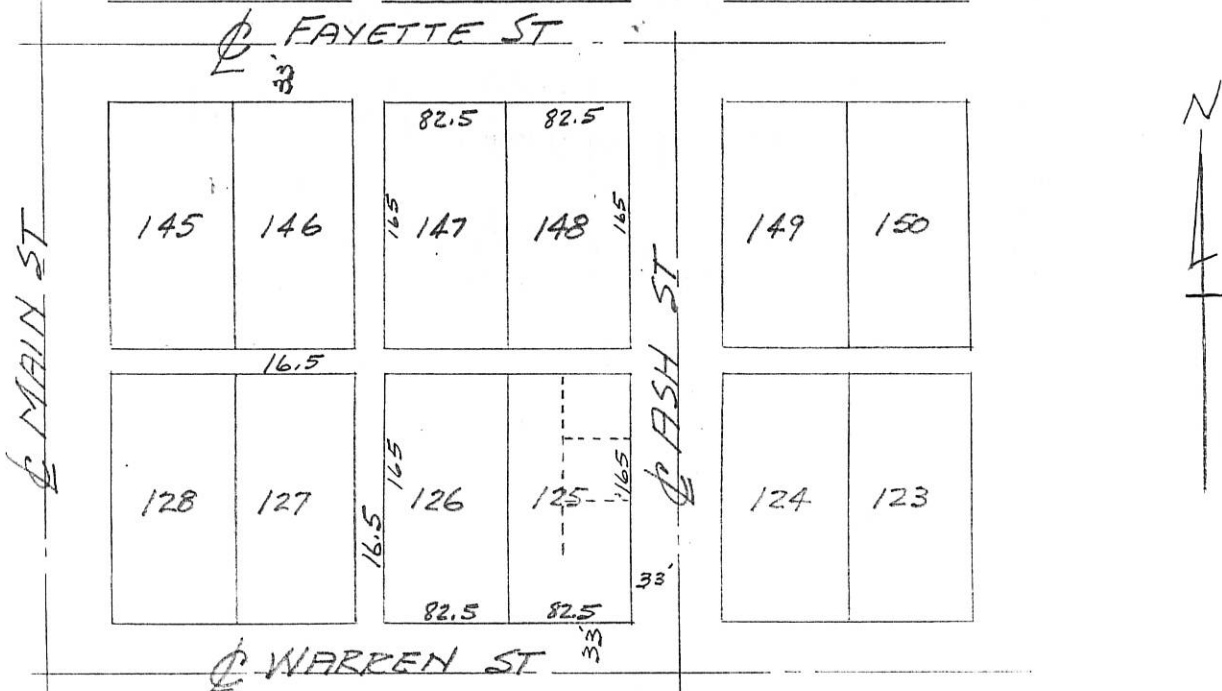 ℄ FAYETTE ST
33'
N
82.5 82.5
145 146 165 147 148 165 149 150
℄ MAIN ST
℄ ASH ST
16.5
165 165
128 127 126 125 124 123
16.5
33'
82.5 82.5
33'
℄ WARREN ST